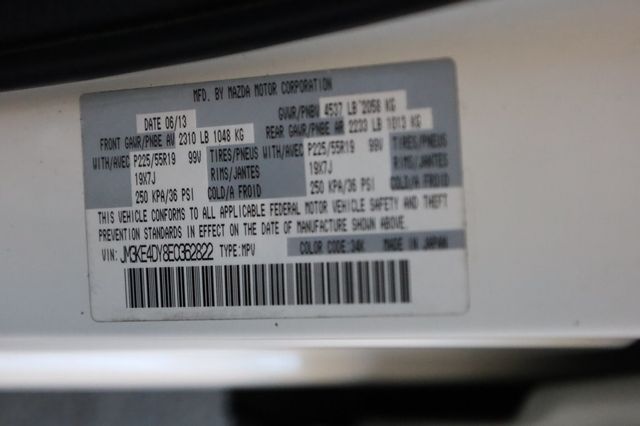 MFD. BY MAZDA MOTOR CORPORATION
DATE 06/13 GVWR/PNBV 4537 LB 2058 KG
FRONT GAWR/PNBE AV 2310 LB 1048 KG REAR GAWR/PNBE AR 2233 LB 1013 KG
WITH/AVEC P225/55R19 99V TIRES/PNEUS WITH/AVEC P225/55R19 99V TIRES/PNEUS
19X7J RIMS/JANTES 19X7J RIMS/JANTES
250 KPA/36 PSI COLD/A FROID 250 KPA/36 PSI COLD/A FROID
THIS VEHICLE CONFORMS TO ALL APPLICABLE FEDERAL MOTOR VEHICLE SAFETY AND THEFT
PREVENTION STANDARDS IN EFFECT ON THE DATE OF MANUFACTURE SHOWN ABOVE.
VIN: JM3KE4DY8E0352822 TYPE: MPV COLOR CODE: 34K MADE IN JAPAN